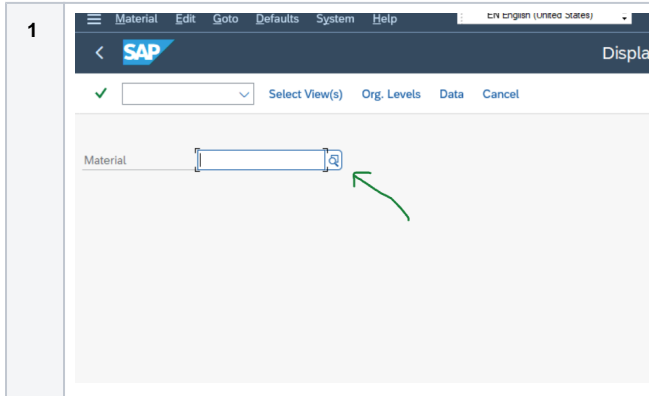 1
Material Edit Goto Defaults System Help EN English (United States)
SAP Displa
Select View(s) Org. Levels Data Cancel
Material